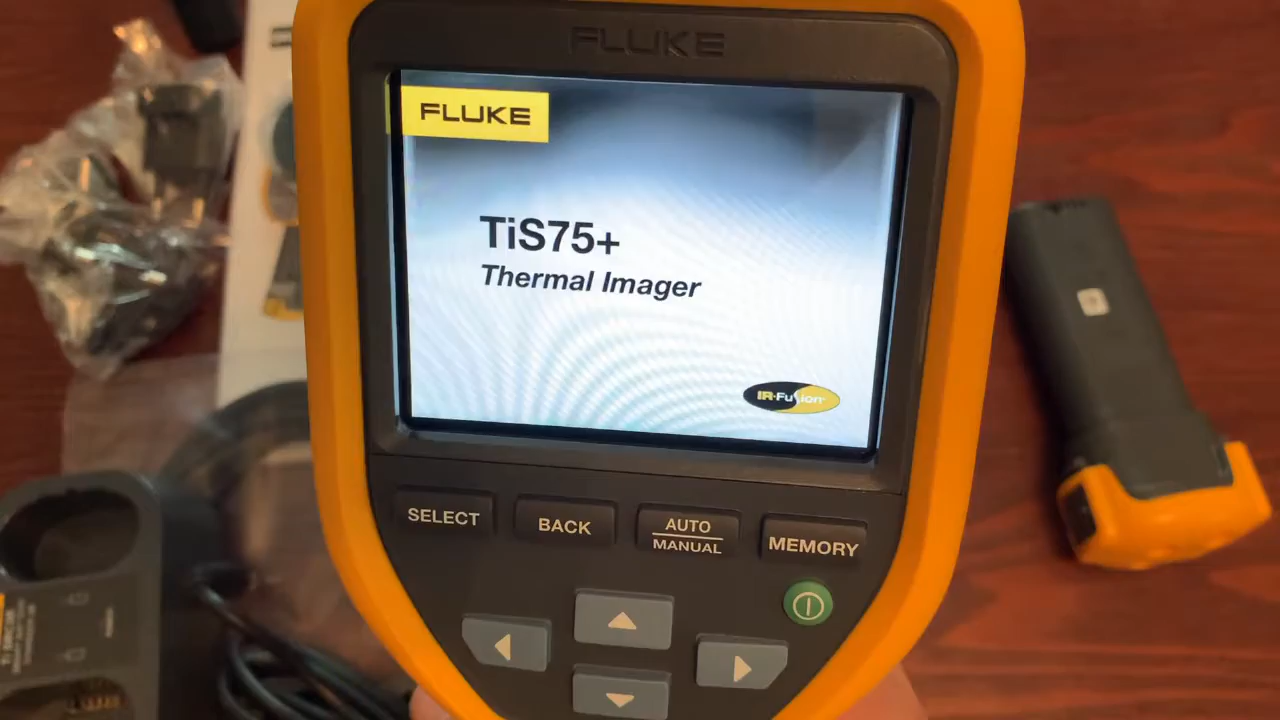 FLUKE
FLUKE
TiS75+
Thermal Imager
IR-Fusion
SELECT
BACK
AUTO
MANUAL
MEMORY